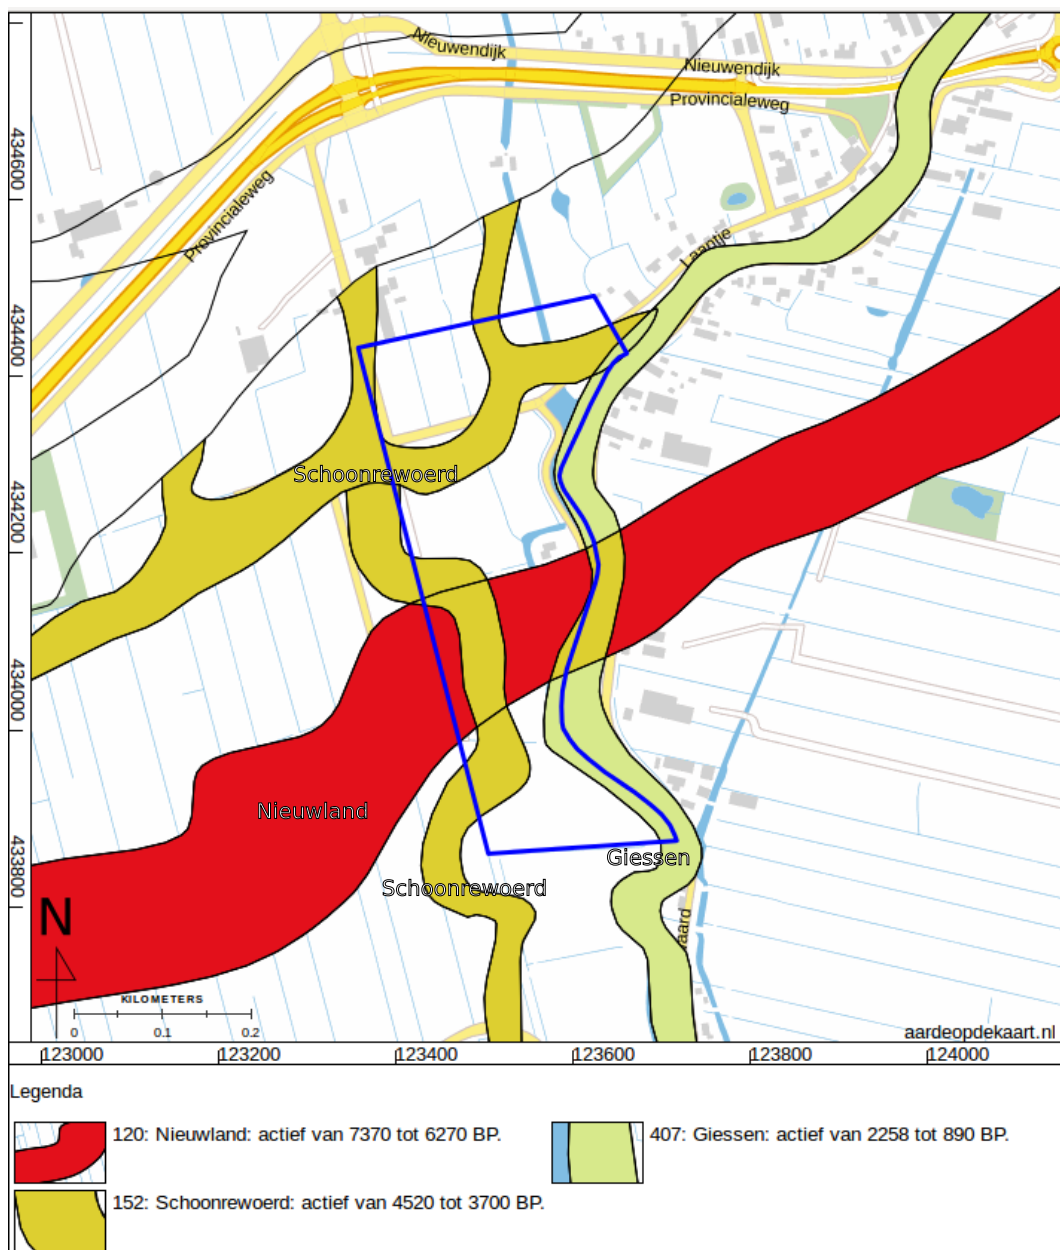 Nieuwendijk
Nieuwendijk
Provincialeweg
Provincialeweg
Laantje
434600
434400
434200
434000
433800
Schoonrewoerd
Nieuwland
Giessen
Schoonrewoerd
aard
N
KILOMETERS
0 0.1 0.2
aardeopdekaart.nl
123000 123200 123400 123600 123800 124000
Legenda
120: Nieuwland: actief van 7370 tot 6270 BP.
407: Giessen: actief van 2258 tot 890 BP.
152: Schoonrewoerd: actief van 4520 tot 3700 BP.